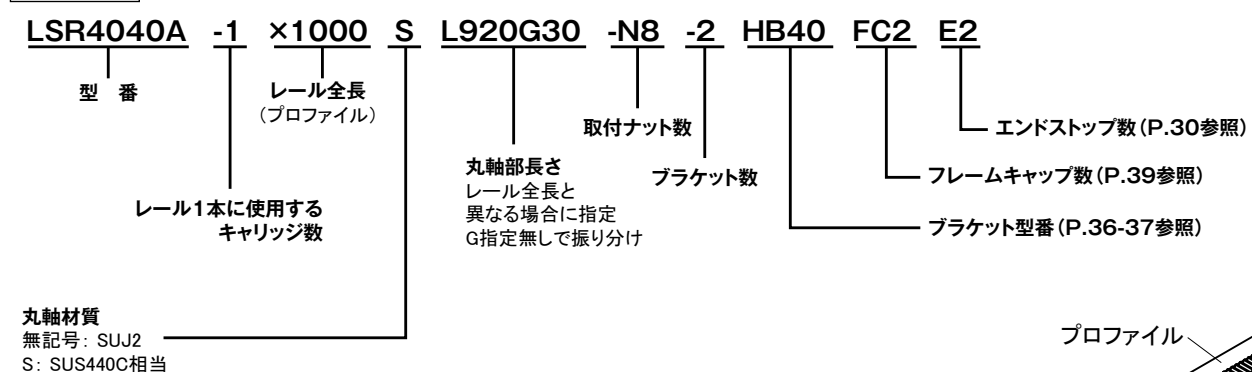 LSR4040A -1 ×1000 S L920G30 -N8 -2 HB40 FC2 E2
型 番
レール全長
(プロファイル)
取付ナット数
エンドストップ数(P.30参照)
丸軸部長さ
レール全長と
異なる場合に指定
G指定無しで振り分け
ブラケット数
フレームキャップ数(P.39参照)
レール1本に使用する
キャリッジ数
ブラケット型番(P.36-37参照)
丸軸材質
無記号: SUJ2
S: SUS440C相当
プロファイル